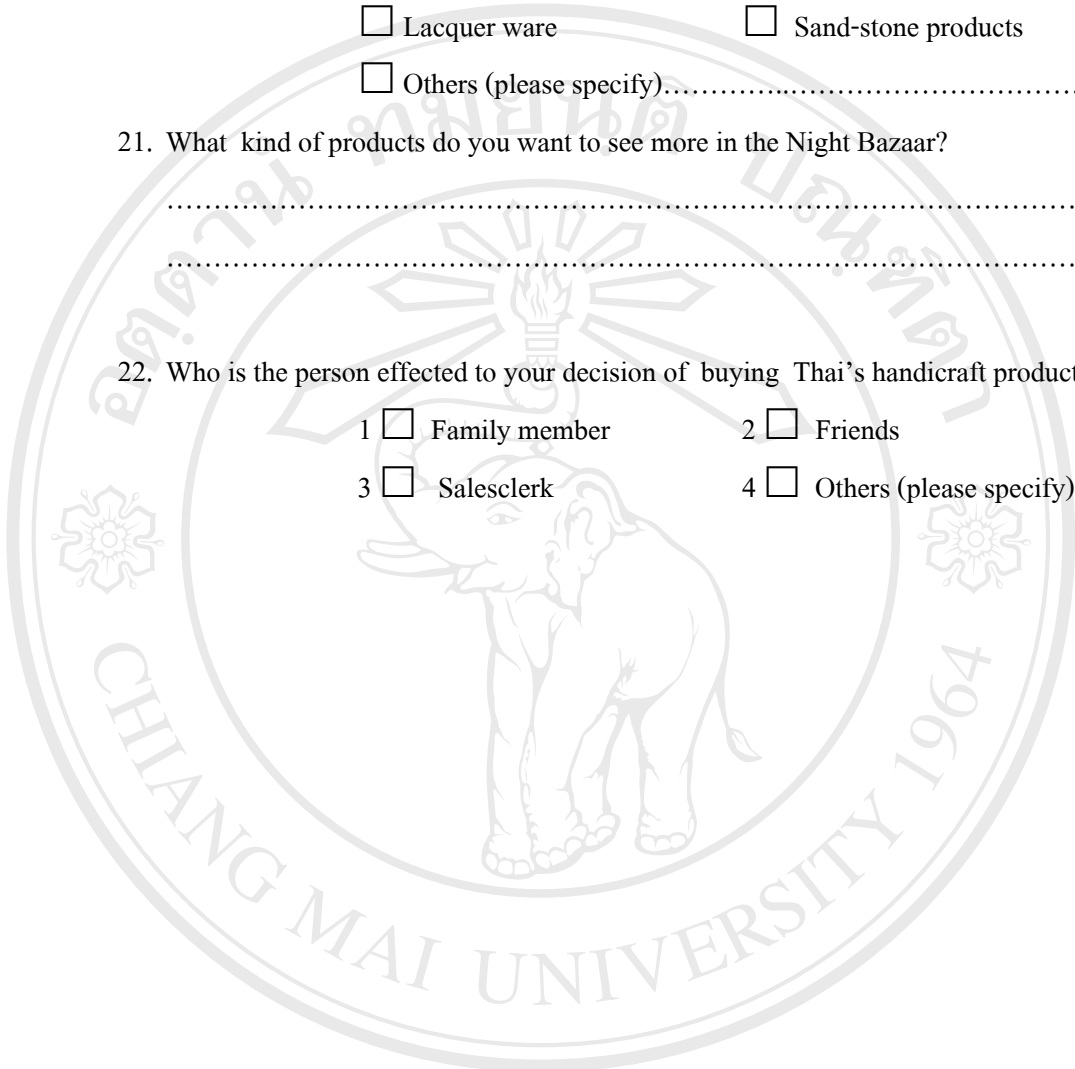 ☐ Lacquer ware ☐ Sand-stone products
☐ Others (please specify)…………..……………………………
21. What kind of products do you want to see more in the Night Bazaar?
………………………………………………………………………………………
………………………………………………………………………………………
22. Who is the person effected to your decision of buying Thai's handicraft product
1 ☐ Family member 2 ☐ Friends
3 ☐ Salesclerk 4 ☐ Others (please specify)
CHIANG MAI UNIVERSITY 1964